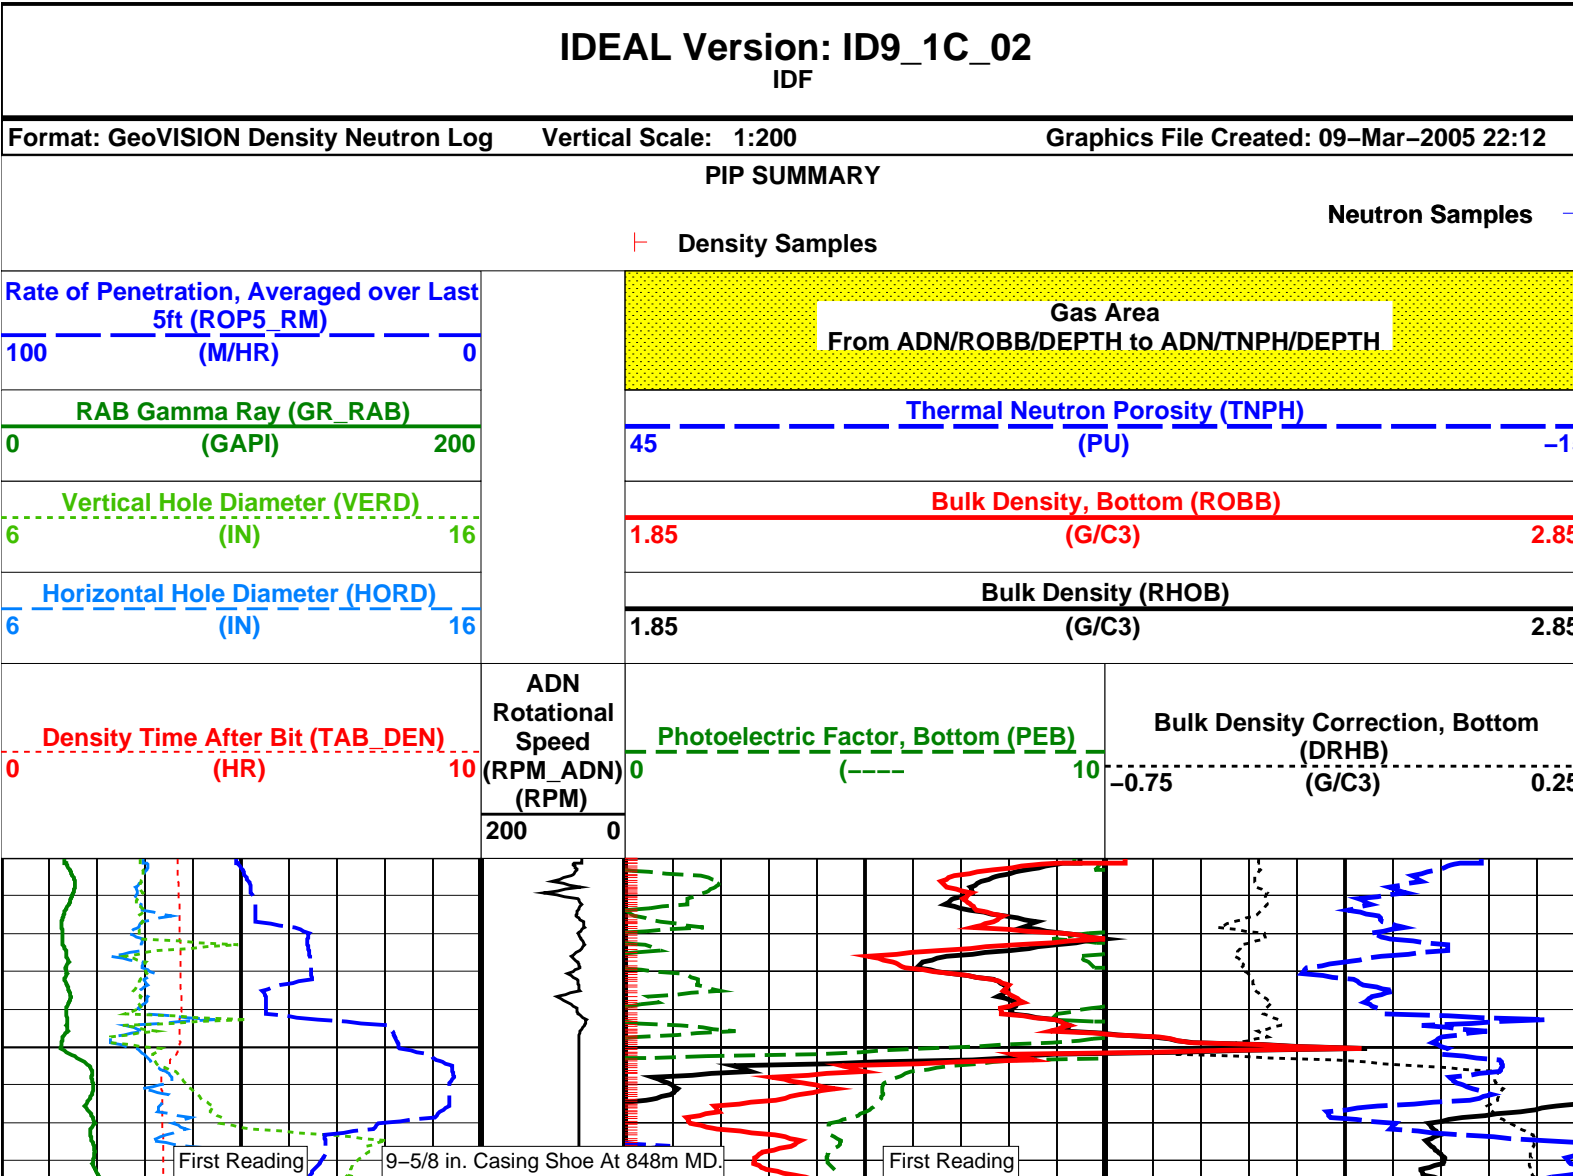 IDEAL Version: ID9_1C_02
IDF
Format: GeoVISION Density Neutron Log Vertical Scale: 1:200 Graphics File Created: 09–Mar–2005 22:12
PIP SUMMARY
Neutron Samples
Density Samples
Rate of Penetration, Averaged over Last
5ft (ROP5_RM)
100 (M/HR) 0
Gas Area
From ADN/ROBB/DEPTH to ADN/TNPH/DEPTH
RAB Gamma Ray (GR_RAB)
0 (GAPI) 200
Thermal Neutron Porosity (TNPH)
45 (PU)
Vertical Hole Diameter (VERD)
6 (IN) 16
Bulk Density, Bottom (ROBB)
1.85 (G/C3) 2.85
Horizontal Hole Diameter (HORD)
6 (IN) 16
Bulk Density (RHOB)
1.85 (G/C3) 2.85
Density Time After Bit (TAB_DEN)
0 (HR) 10
ADN
Rotational
Speed
(RPM_ADN)
(RPM)
200 0
Photoelectric Factor, Bottom (PEB)
0 (–––– 10
Bulk Density Correction, Bottom
(DRHB)
–0.75 (G/C3) 0.25
First Reading
9–5/8 in. Casing Shoe At 848m MD.
First Reading